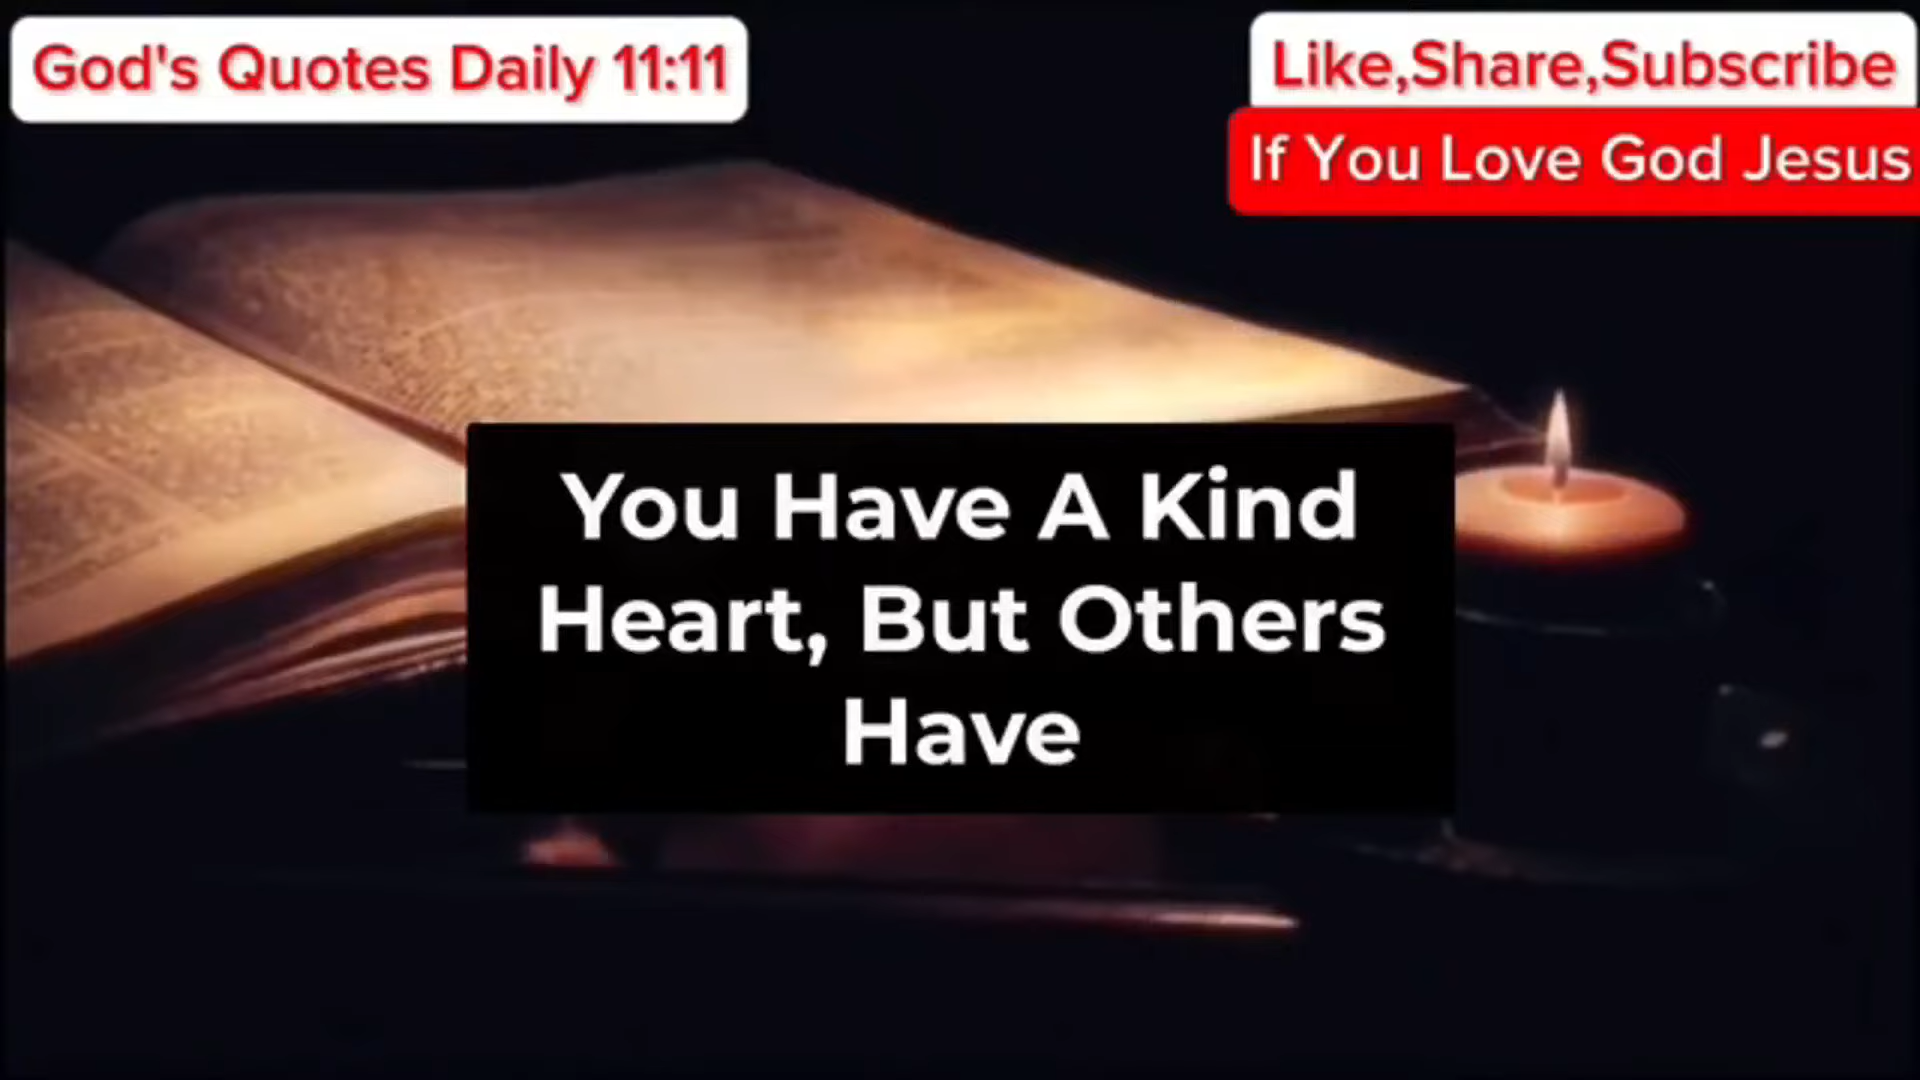 God's Quotes Daily 11:11
Like,Share,Subscribe
If You Love God Jesus
You Have A Kind
Heart, But Others
Have